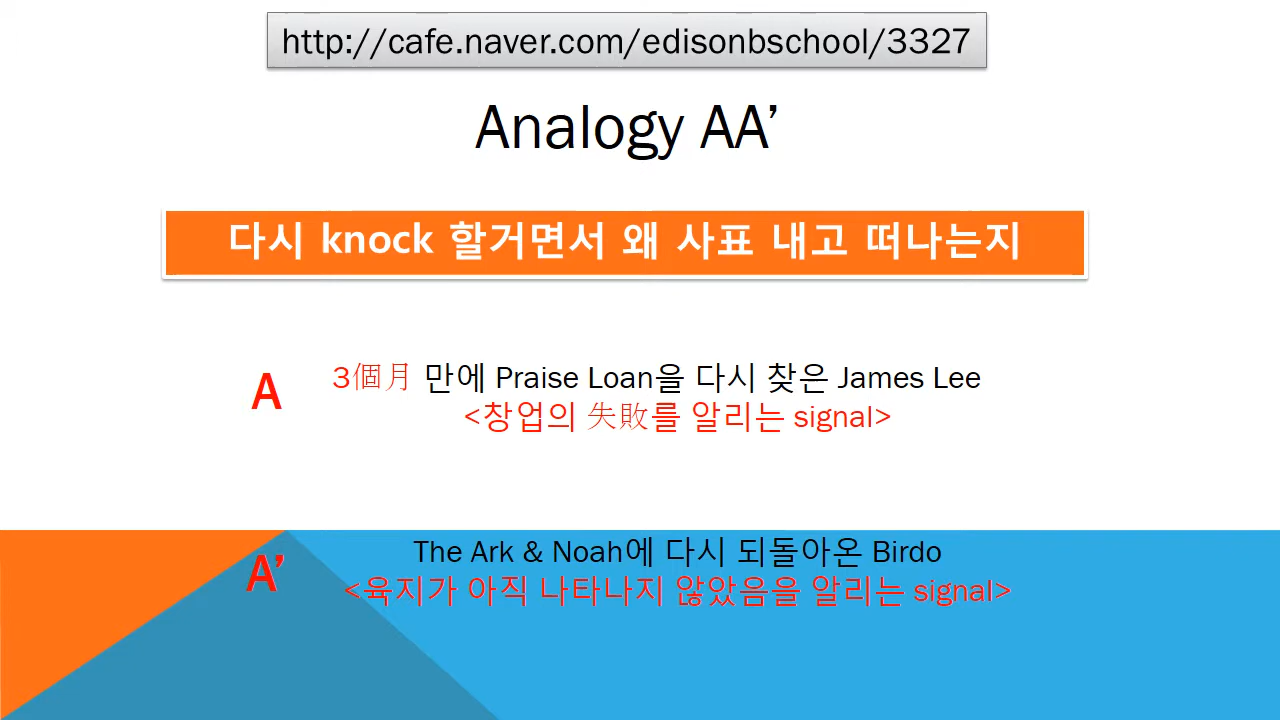 http://cafe.naver.com/edisonbschool/3327
Analogy AA’
다시 knock 할거면서 왜 사표 내고 떠나는지
A
3個月 만에 Praise Loan을 다시 찾은 James Lee
<창업의 失敗를 알리는 signal>
A’
The Ark & Noah에 다시 되돌아온 Birdo
<육지가 아직 나타나지 않았음을 알리는 signal>